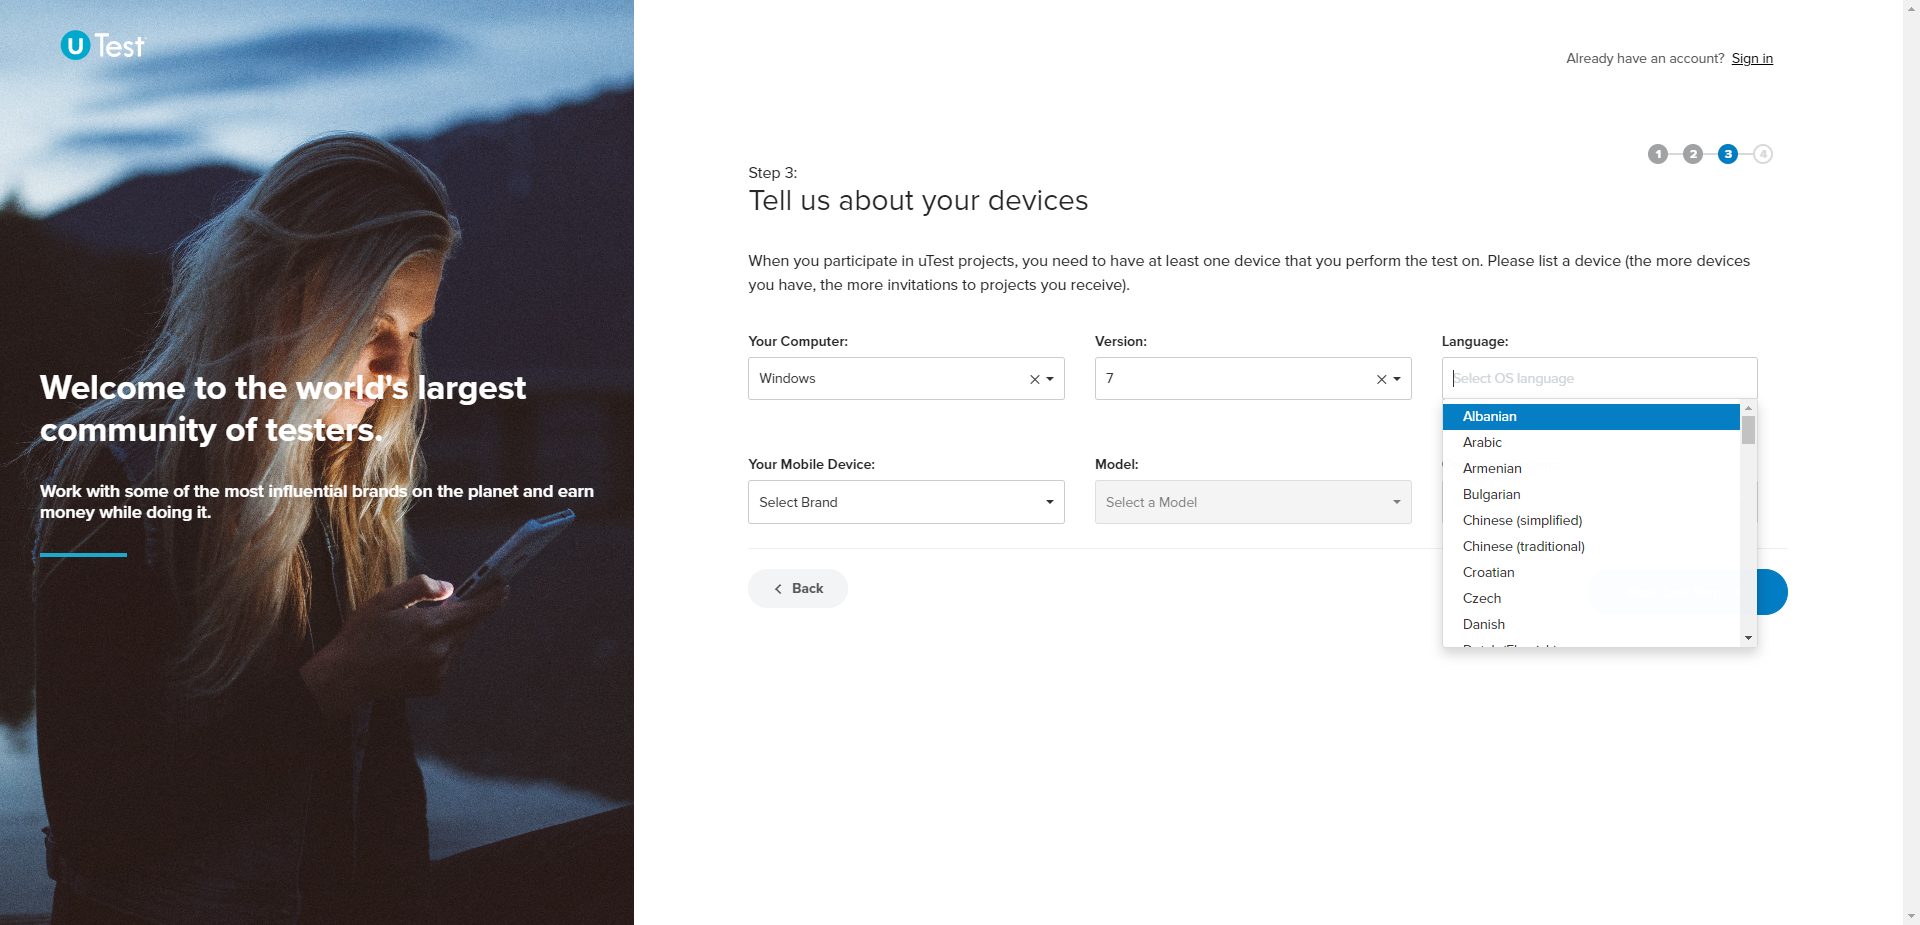 u Test
Already have an account? Sign in
1 2 3 4
Step 3:
Tell us about your devices
When you participate in uTest projects, you need to have at least one device that you perform the test on. Please list a device (the more devices
you have, the more invitations to projects you receive).
Your Computer:
Windows
Version:
7
Language:
Select OS language
Albanian
Arabic
Armenian
Bulgarian
Chinese (simplified)
Chinese (traditional)
Croatian
Czech
Danish
Your Mobile Device:
Select Brand
Model:
Select a Model
Back
Welcome to the world's largest
community of testers.
Work with some of the most influential brands on the planet and earn
money while doing it.